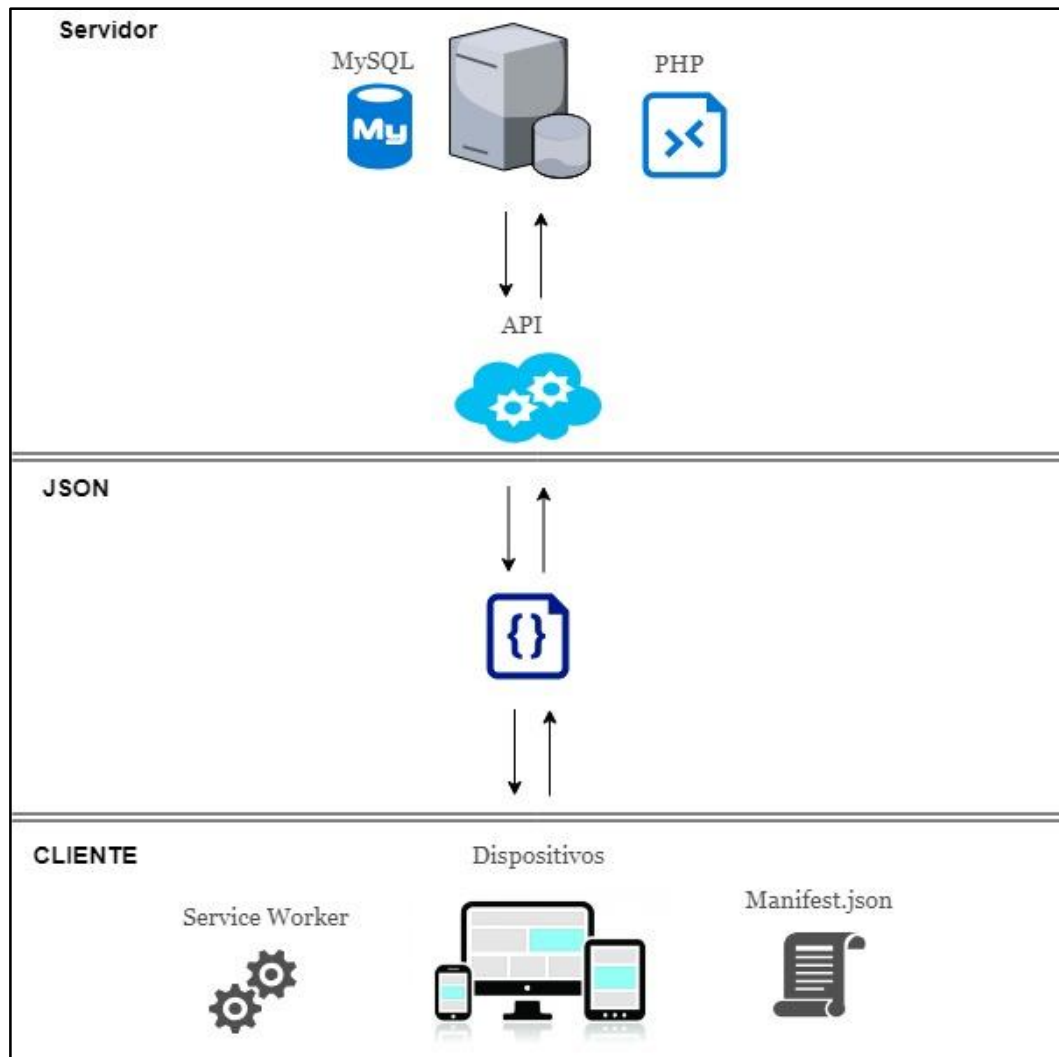 Servidor
MySQL
PHP
My
API
JSON
{}
CLIENTE
Dispositivos
Service Worker
Manifest.json